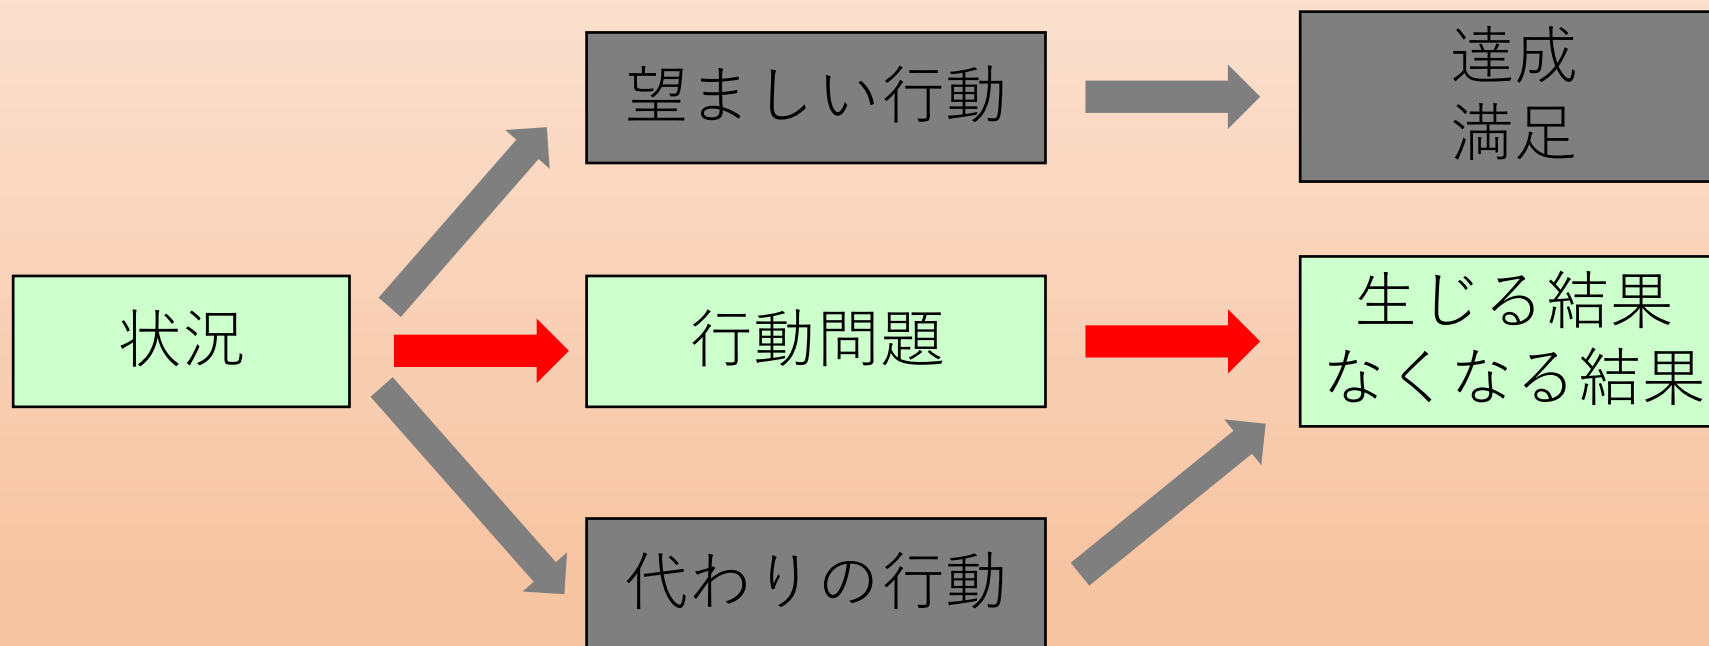 望ましい行動
達成
満足
状況
行動問題
生じる結果
なくなる結果
代わりの行動